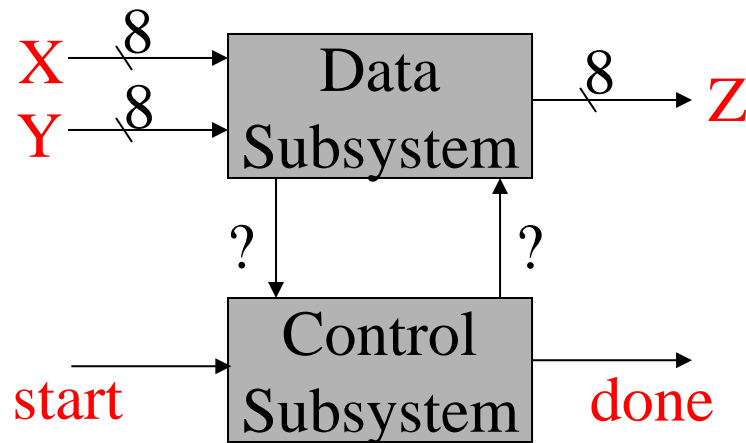 X
8
Y
8
Data
Subsystem
8
Z
?
?
start
Control
Subsystem
done